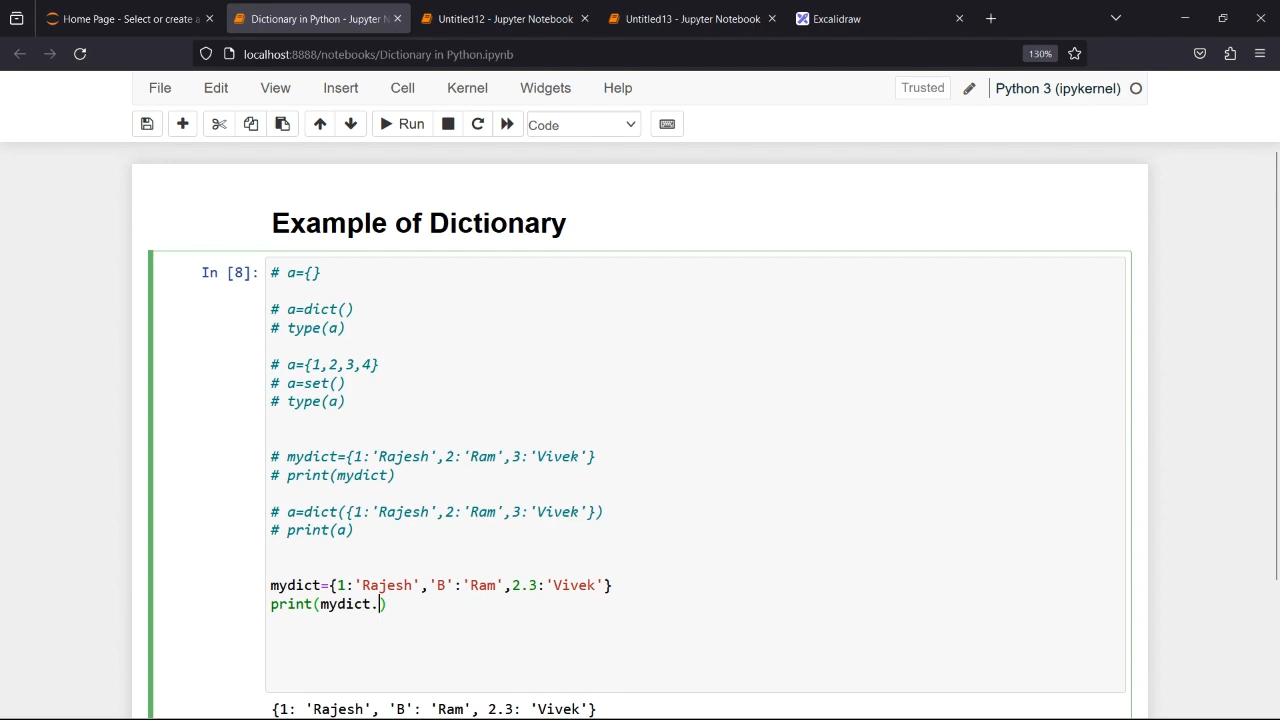 Home Page - Select or create a
Dictionary in Python - Jupyter N
Untitled12 - Jupyter Notebook
Untitled13 - Jupyter Notebook
Excalidraw
localhost:8888/notebooks/Dictionary in Python.ipynb
130%
File Edit View Insert Cell Kernel Widgets Help
Trusted
Python 3 (ipykernel)
Run
Code
Example of Dictionary
In [8]: # a={}
# a=dict()
# type(a)
# a={1,2,3,4}
# a=set()
# type(a)
# mydict={1:'Rajesh',2:'Ram',3:'Vivek'}
# print(mydict)
# a=dict({1:'Rajesh',2:'Ram',3:'Vivek'})
# print(a)
mydict={1:'Rajesh','B':'Ram',2.3:'Vivek'}
print(mydict.)
{1: 'Rajesh', 'B': 'Ram', 2.3: 'Vivek'}